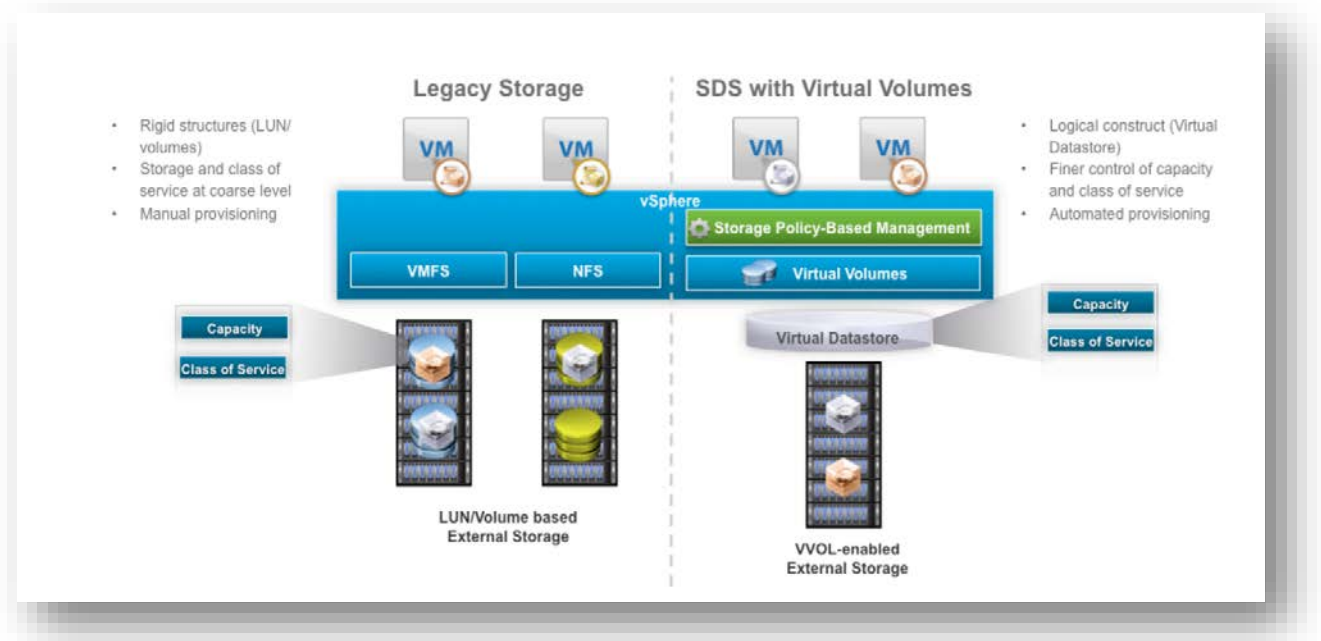 Legacy Storage
SDS with Virtual Volumes
• Rigid structures (LUN/
volumes)
• Storage and class of
service at coarse level
• Manual provisioning
• Logical construct (Virtual
Datastore)
• Finer control of capacity
and class of service
• Automated provisioning
VM
VM
VM
VM
vSphere
Storage Policy-Based Management
VMFS
NFS
Virtual Volumes
Capacity
Class of Service
Virtual Datastore
Capacity
Class of Service
LUN/Volume based
External Storage
VVOL-enabled
External Storage